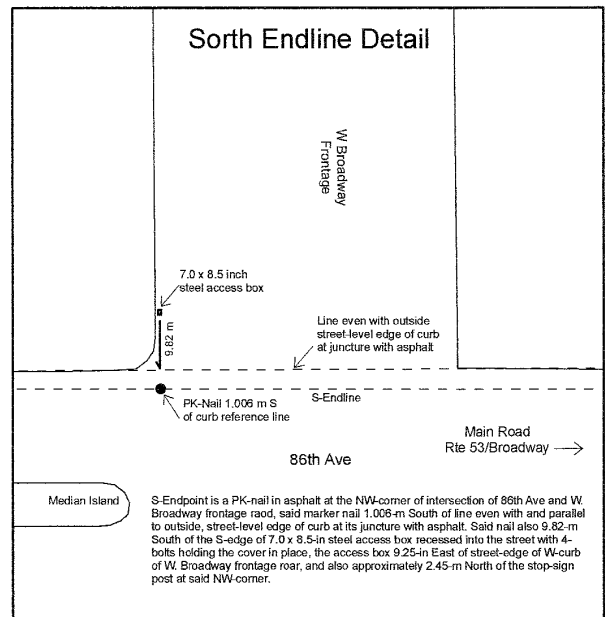 Sorth Endline Detail
W Broadway
Frontage
7.0 x 8.5 inch
steel access box
9.82 m
Line even with outside
street-level edge of curb
at juncture with asphalt
S-Endline
PK-Nail 1.006 m S
of curb reference line
Main Road
Rte 53/Broadway
86th Ave
Median Island
S-Endpoint is a PK-nail in asphalt at the NW-corner of intersection of 86th Ave and W.
Broadway frontage raod, said marker nail 1.006-m South of line even with and parallel
to outside, street-level edge of curb at its juncture with asphalt. Said nail also 9.82-m
South of the S-edge of 7.0 x 8.5-in steel access box recessed into the street with 4-
bolts holding the cover in place, the access box 9.25-in East of street-edge of W-curb
of W. Broadway frontage roar, and also approximately 2.45-m North of the stop-sign
post at said NW-corner.